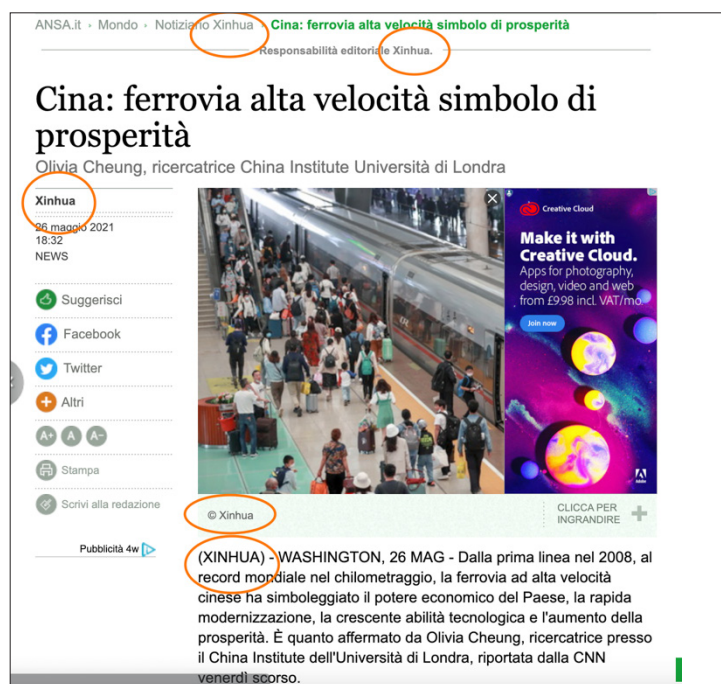 ANSA.it › Mondo › Notiziario Xinhua › Cina: ferrovia alta velocità simbolo di prosperità
Responsabilità editoriale Xinhua.
Cina: ferrovia alta velocità simbolo di
prosperità
Olivia Cheung, ricercatrice China Institute Università di Londra
Xinhua
26 maggio 2021
18:32
NEWS
Suggerisci
Facebook
Twitter
Altri
A+ A A-
Stampa
Scrivi alla redazione
Pubblicità 4w
Creative Cloud
Make it with
Creative Cloud.
Apps for photography,
design, video and web
from £9.98 incl. VAT/mo.
Join now
Adobe
© Xinhua
CLICCA PER
INGRANDIRE
(XINHUA) - WASHINGTON, 26 MAG - Dalla prima linea nel 2008, al
record mondiale nel chilometraggio, la ferrovia ad alta velocità
cinese ha simboleggiato il potere economico del Paese, la rapida
modernizzazione, la crescente abilità tecnologica e l'aumento della
prosperità. È quanto affermato da Olivia Cheung, ricercatrice presso
il China Institute dell'Università di Londra, riportata dalla CNN
venerdì scorso.